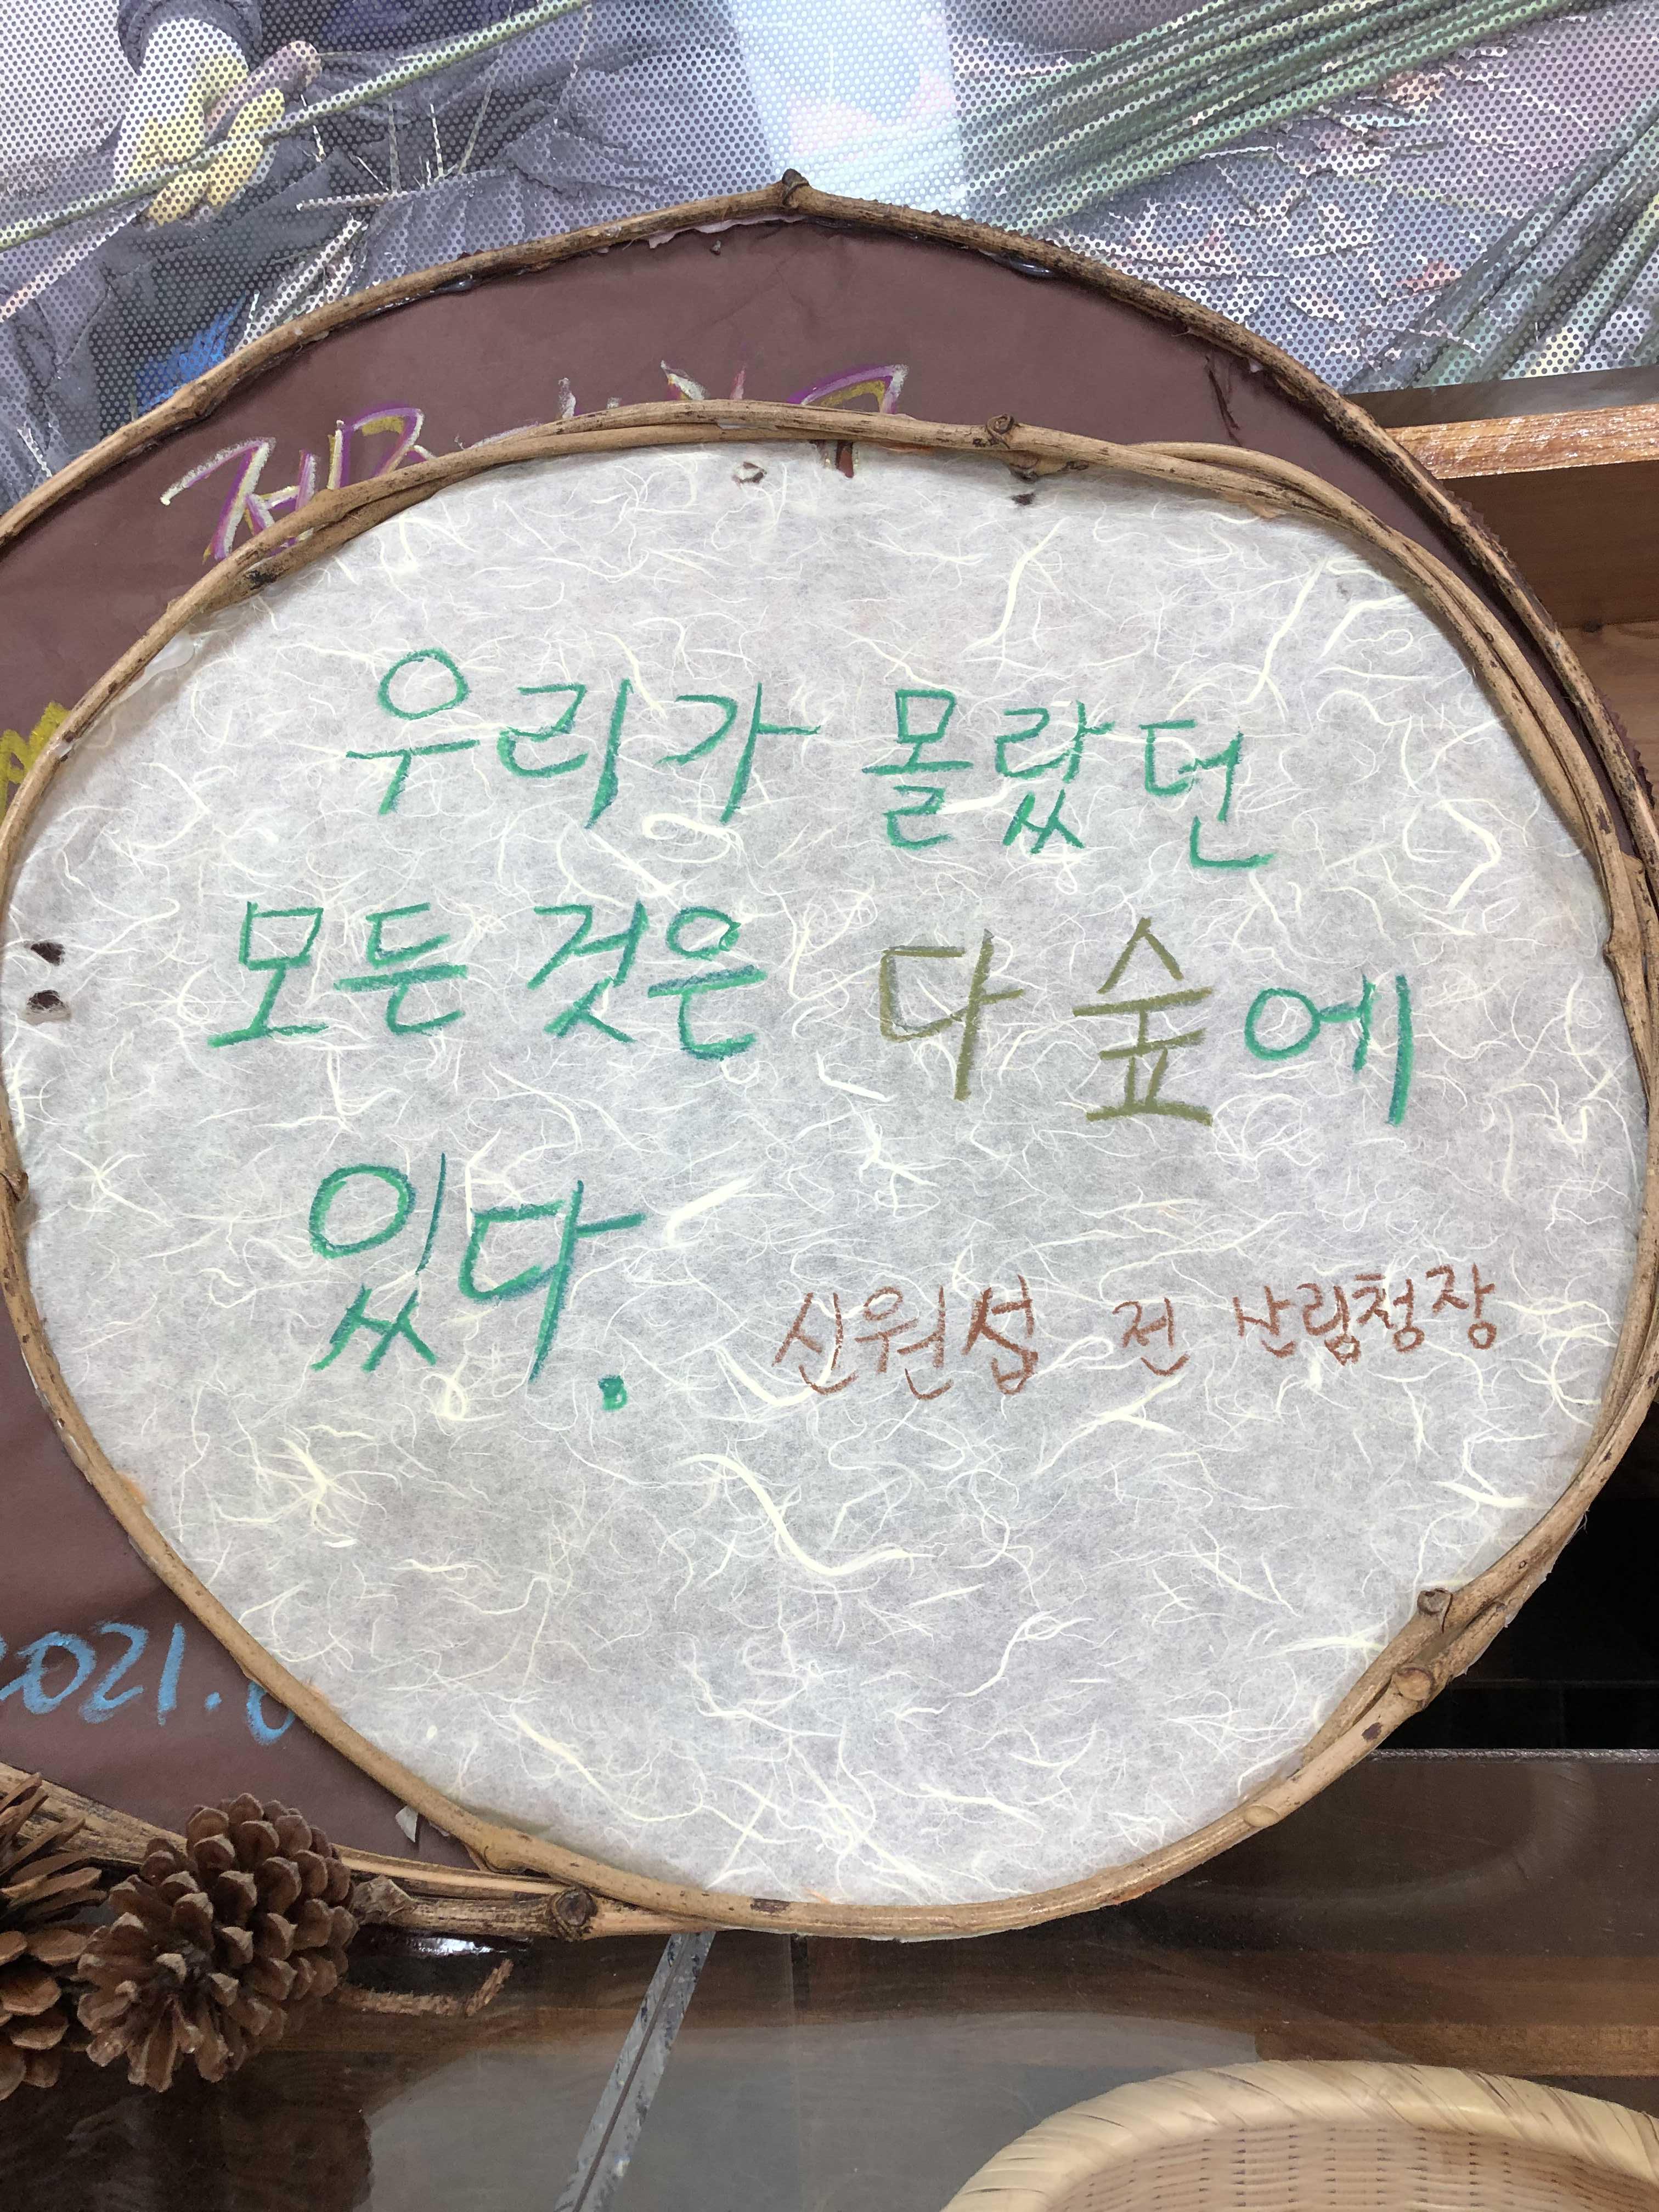 우리가 몰랐던
모든 것은 다 숲에
있다.
신원섭 전 산림청장
2021.